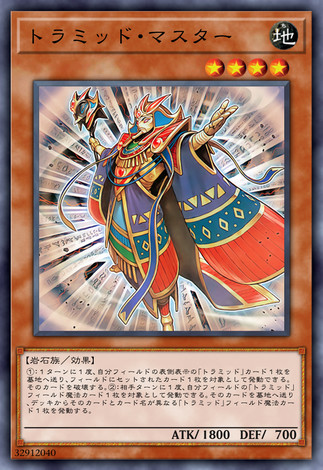 トラミッド・マスター
地
【岩石族／効果】
①:１ターンに１度、自分フィールドの表側表示の「トラミッド」カード１枚を
墓地へ送り、フィールドにセットされたカード１枚を対象として発動できる。
そのカードを破壊する。②:相手ターンに１度、自分フィールドの「トラミッ
ド」フィールド魔法カード１枚を対象として発動できる。そのカードを墓地へ送
り、デッキからそのカードとカード名が異なる「トラミッド」フィールド魔法カ
ード１枚を発動する。
ATK/ 1800 DEF/ 700
32912040